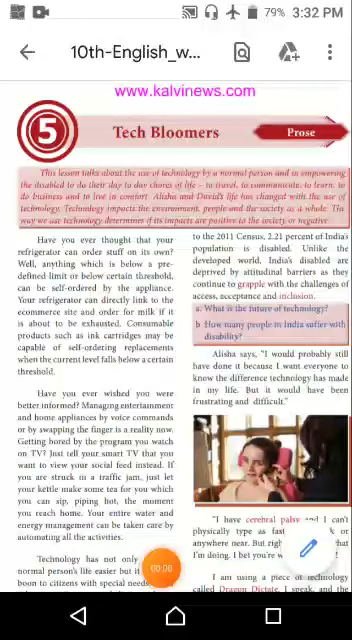 79% 3:32 PM
10th-English_w...
www.kalvinews.com
5
Tech Bloomers
Prose
This lesson talks about the use of technology by a normal person and in empowering
the disabled to do their day to day chores of life – to travel, to communicate, to learn, to
do business and to live in comfort. Alisha and David's life has changed with the use of
technology. Technology impacts the environment, people and the society as a whole. The
way we use technology determines if its impacts are positive to the society or negative.
Have you ever thought that your
refrigerator can order stuff on its own?
Well, anything which is below a pre-
defined limit or below certain threshold,
can be self-ordered by the appliance.
Your refrigerator can directly link to the
ecommerce site and order for milk if it
is about to be exhausted. Consumable
products such as ink cartridges may be
capable of self-ordering replacements
when the current level falls below a certain
threshold.
Have you ever wished you were
better informed? Managing entertainment
and home appliances by voice commands
or by swapping the finger is a reality now.
Getting bored by the program you watch
on TV? Just tell your smart TV that you
want to view your social feed instead. If
you are struck in a traffic jam, just let
your kettle make some tea for you which
you can sip, piping hot, the moment
you reach home. Your entire water and
energy management can be taken care by
automating all the activities.
Technology has not only
normal person's life easier but it
boon to citizens with special needs
00:00
to the 2011 Census, 2.21 percent of India's
population is disabled. Unlike the
developed world, India's disabled are
deprived by attitudinal barriers as they
continue to grapple with the challenges of
access, acceptance and inclusion.
a. What is the future of technology?
b How many people in India suffer with
disability?
Alisha says, "I would probably still
have done it because I want everyone to
know the difference technology has made
in my life. But it would have been
frustrating and difficult."
"I have cerebral palsy and I can't
physically type as fast or
anywhere near. But righ hat
I'm doing. I bet you're w !
I am using a piece of technology
called Dragon Dictate. I speak, and the